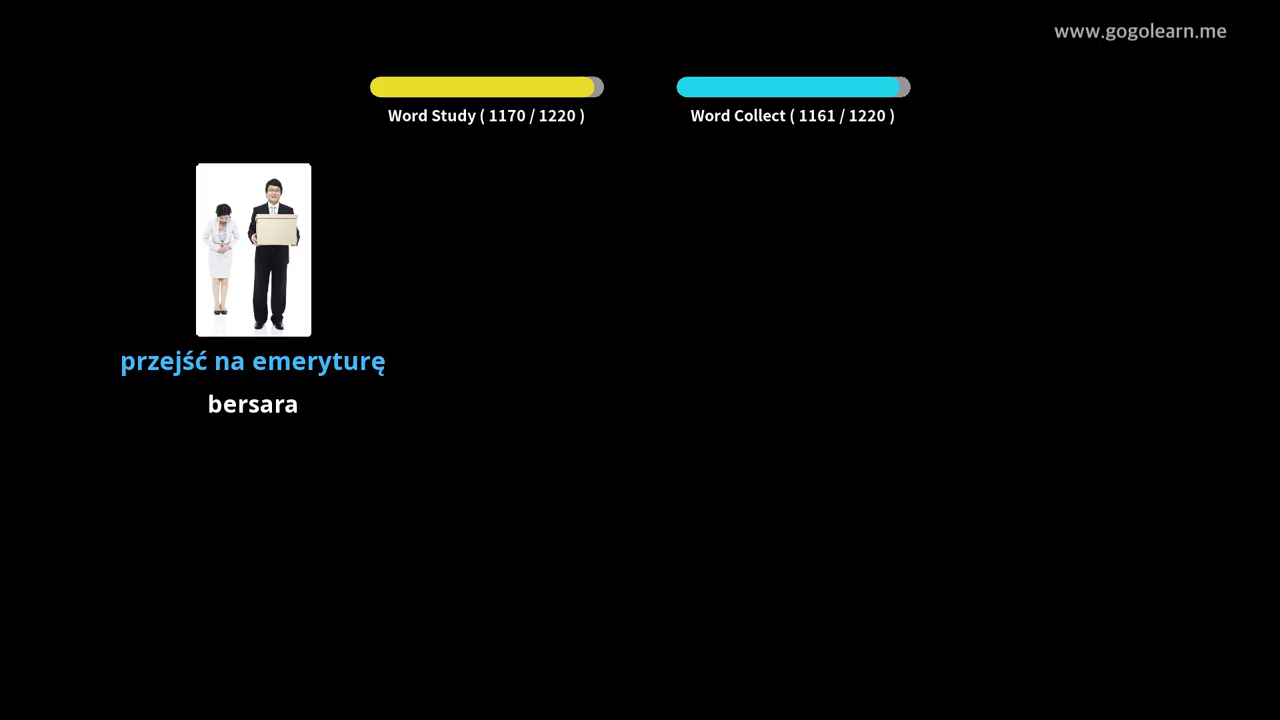 www.gogolearn.me
Word Study ( 1170 / 1220 )
Word Collect ( 1161 / 1220 )
przejść na emeryturę
bersara